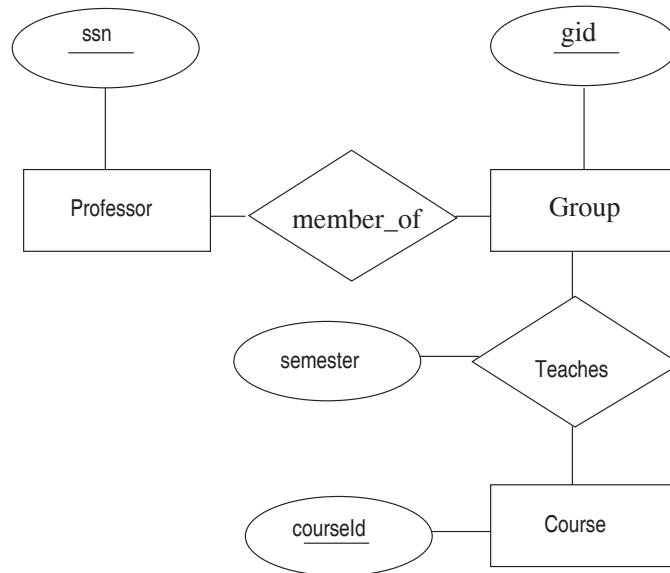 ssn
gid
Professor
member_of
Group
semester
Teaches
courseId
Course